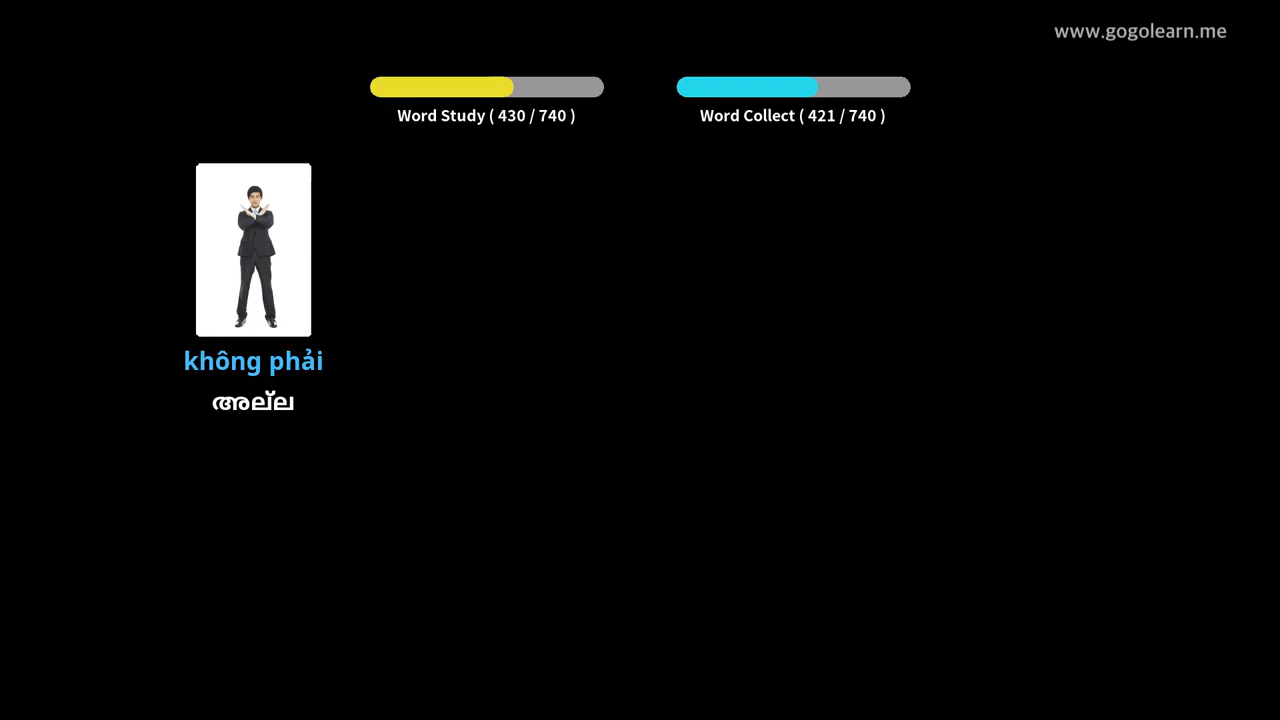 www.gogolearn.me
Word Study ( 430 / 740 )
Word Collect ( 421 / 740 )
không phải
അല്ല